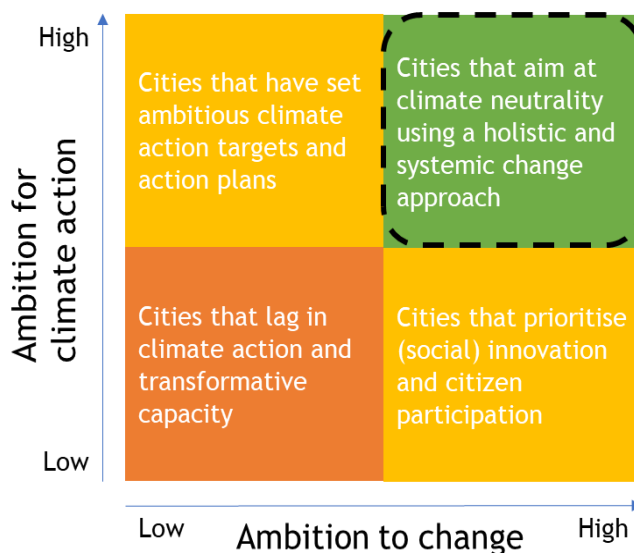 High
Ambition for
climate action
Low
Cities that have set
ambitious climate
action targets and
action plans
Cities that aim at
climate neutrality
using a holistic and
systemic change
approach
Cities that lag in
climate action and
transformative
capacity
Cities that prioritise
(social) innovation
and citizen
participation
Low
Ambition to change
High